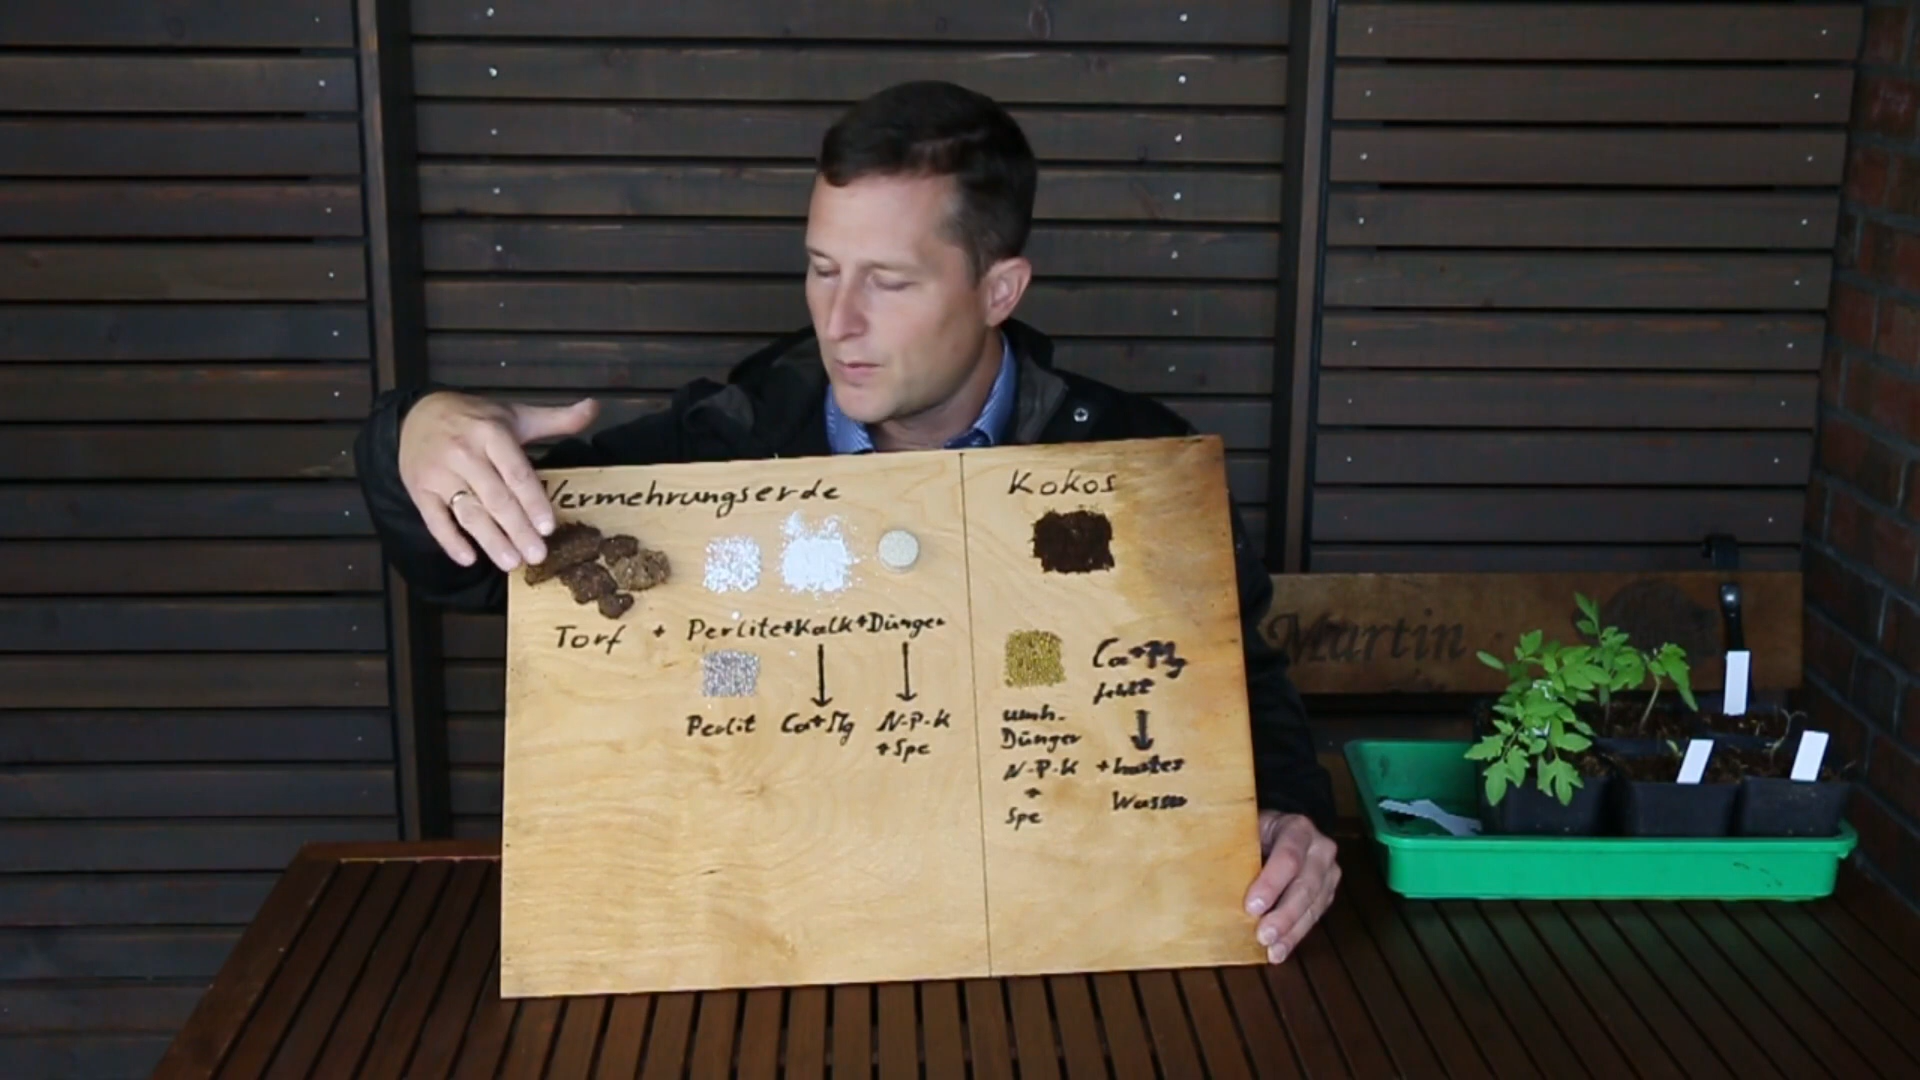 Vermehrungserde
Torf + Perlite+Kalk+Dünger
Perlit Ca+Mg N-P-K
+Spe
Kokos
Ca+Mg
fehlt
umh.
Dünger
N-P-K
+
Spe
+hartes
Wasser
Martin